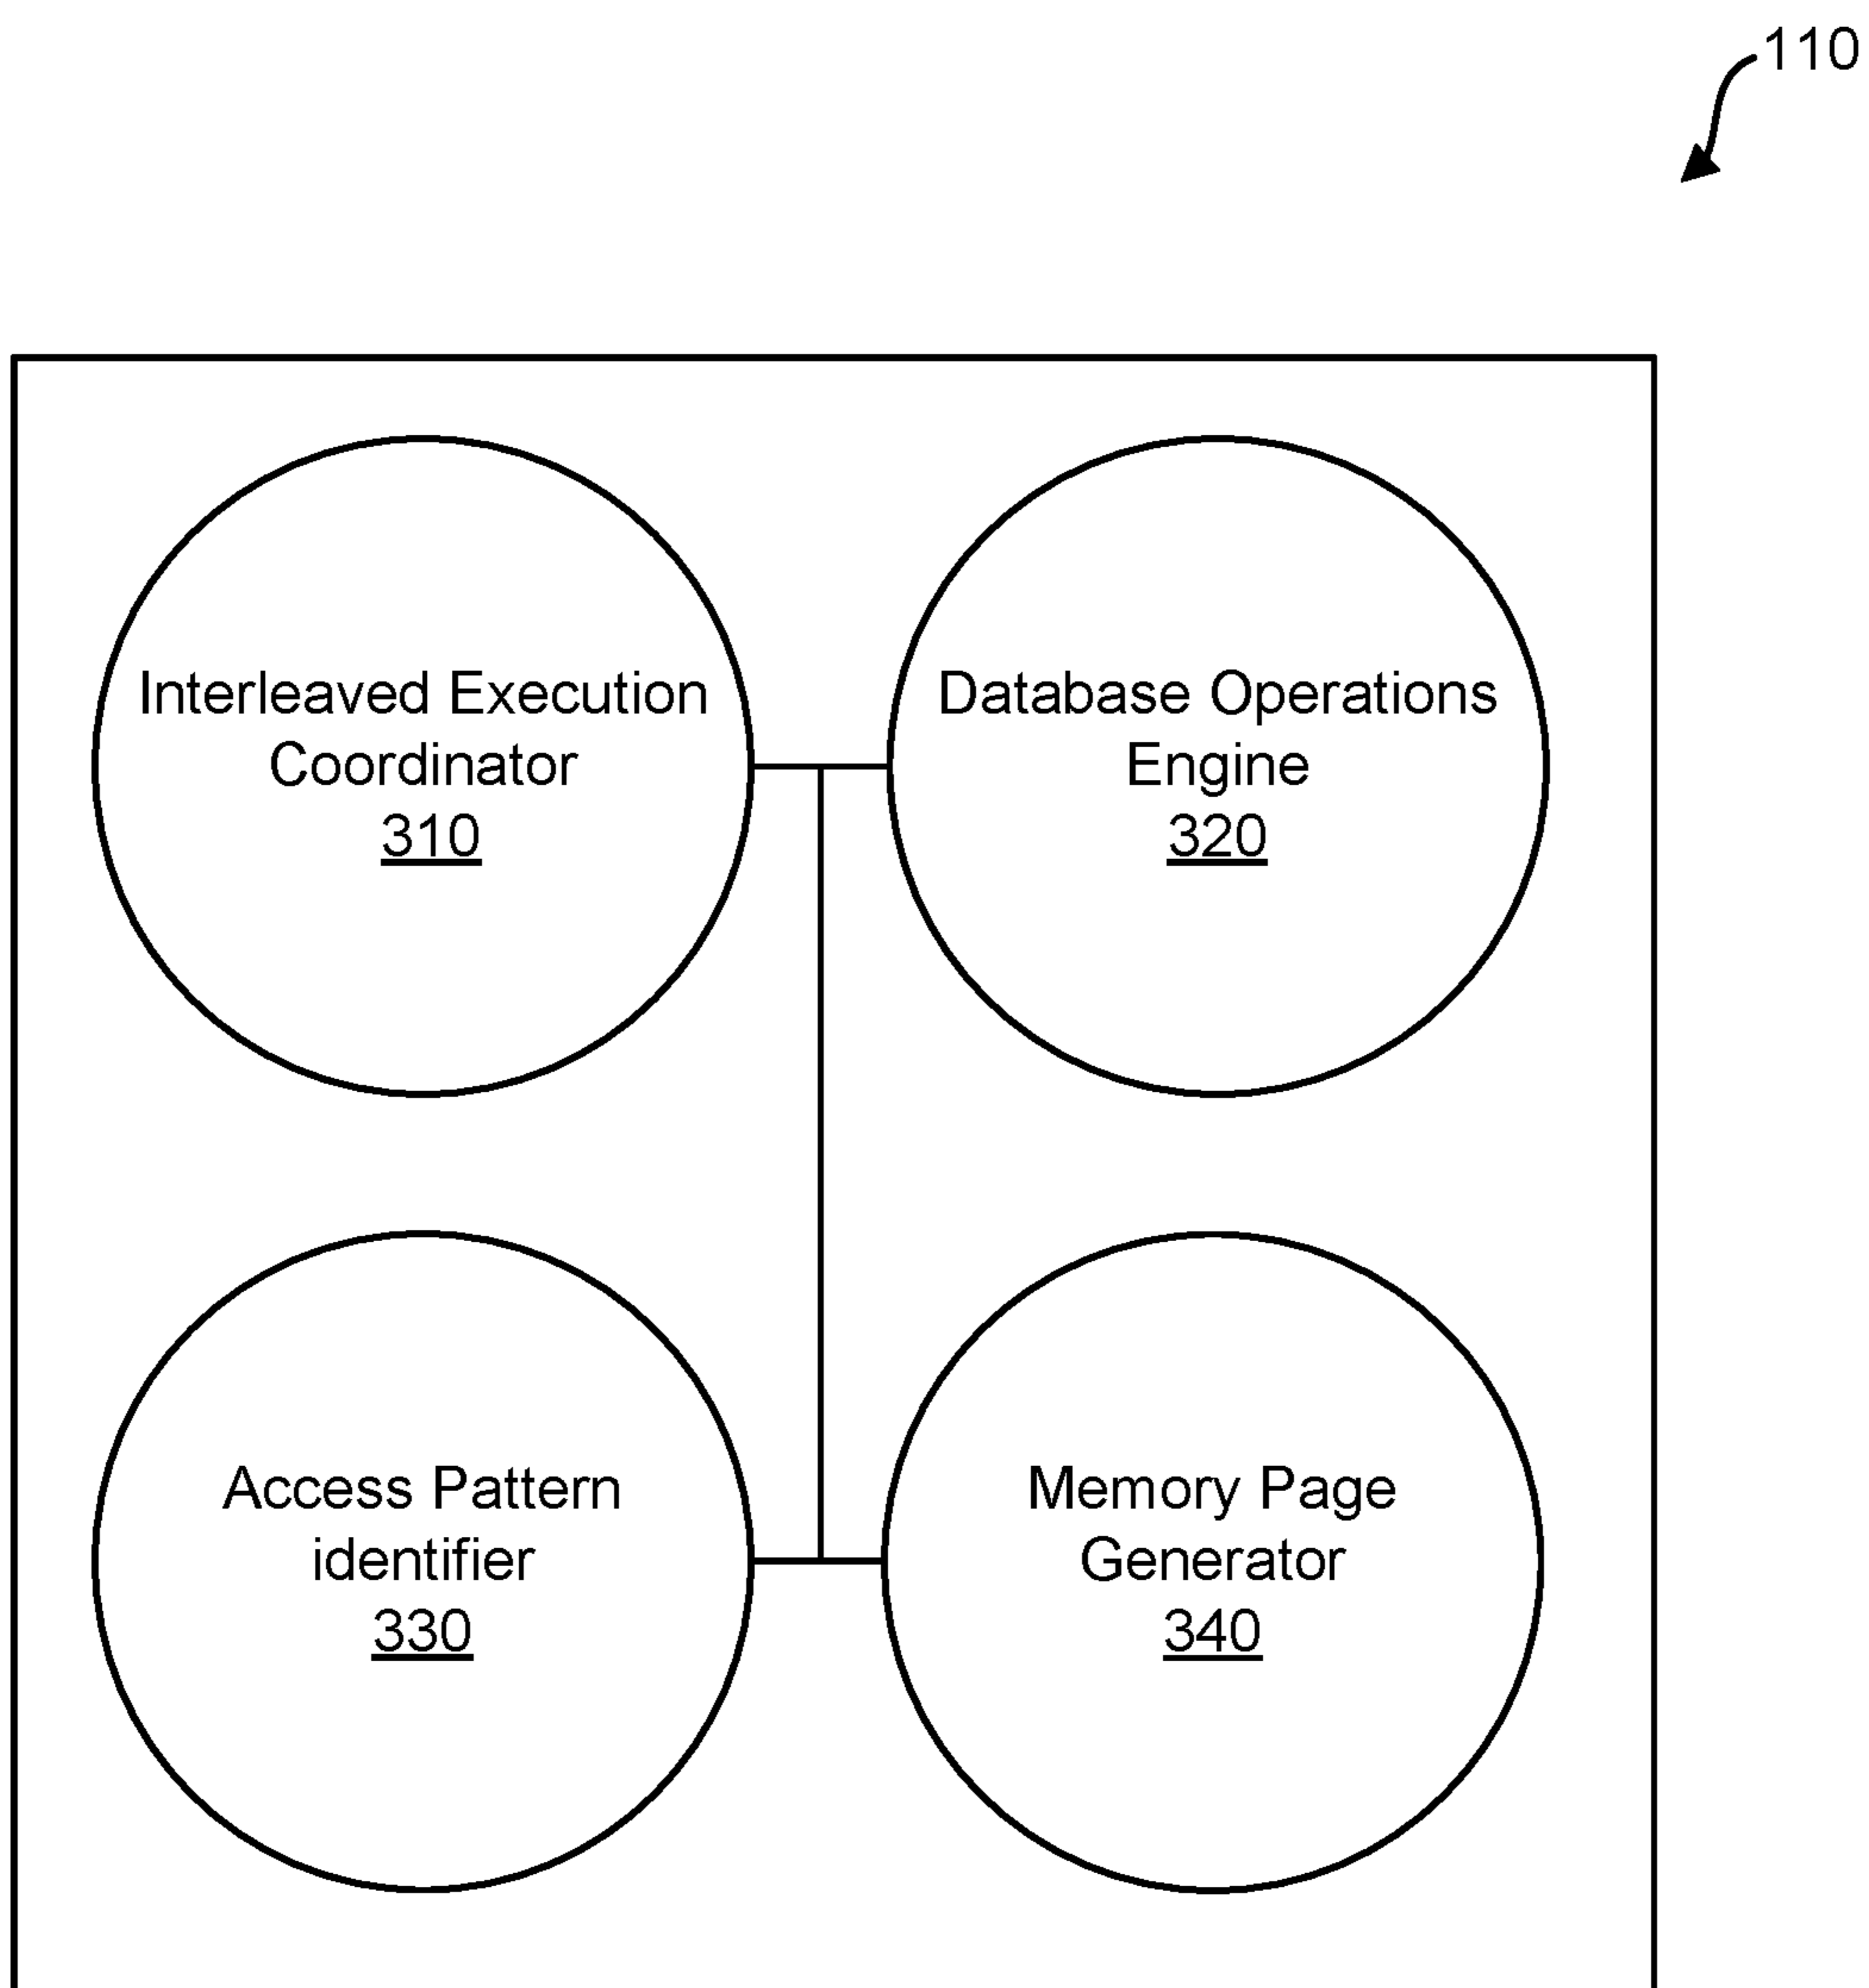 110
Interleaved Execution
Coordinator
310
Database Operations
Engine
320
Access Pattern
identifier
330
Memory Page
Generator
340